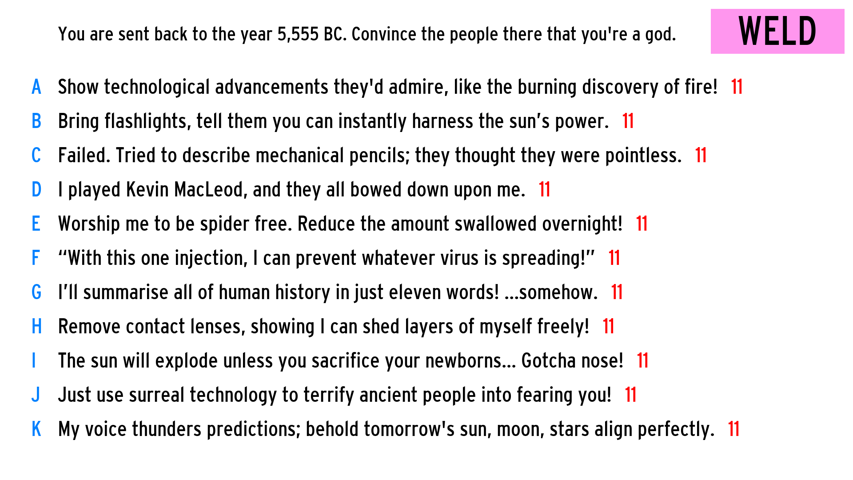 You are sent back to the year 5,555 BC. Convince the people there that you're a god.
WELD
A Show technological advancements they'd admire, like the burning discovery of fire! 11
B Bring flashlights, tell them you can instantly harness the sun’s power. 11
C Failed. Tried to describe mechanical pencils; they thought they were pointless. 11
D I played Kevin MacLeod, and they all bowed down upon me. 11
E Worship me to be spider free. Reduce the amount swallowed overnight! 11
F “With this one injection, I can prevent whatever virus is spreading!” 11
G I’ll summarise all of human history in just eleven words! ...somehow. 11
H Remove contact lenses, showing I can shed layers of myself freely! 11
I The sun will explode unless you sacrifice your newborns... Gotcha nose! 11
J Just use surreal technology to terrify ancient people into fearing you! 11
K My voice thunders predictions; behold tomorrow's sun, moon, stars align perfectly. 11